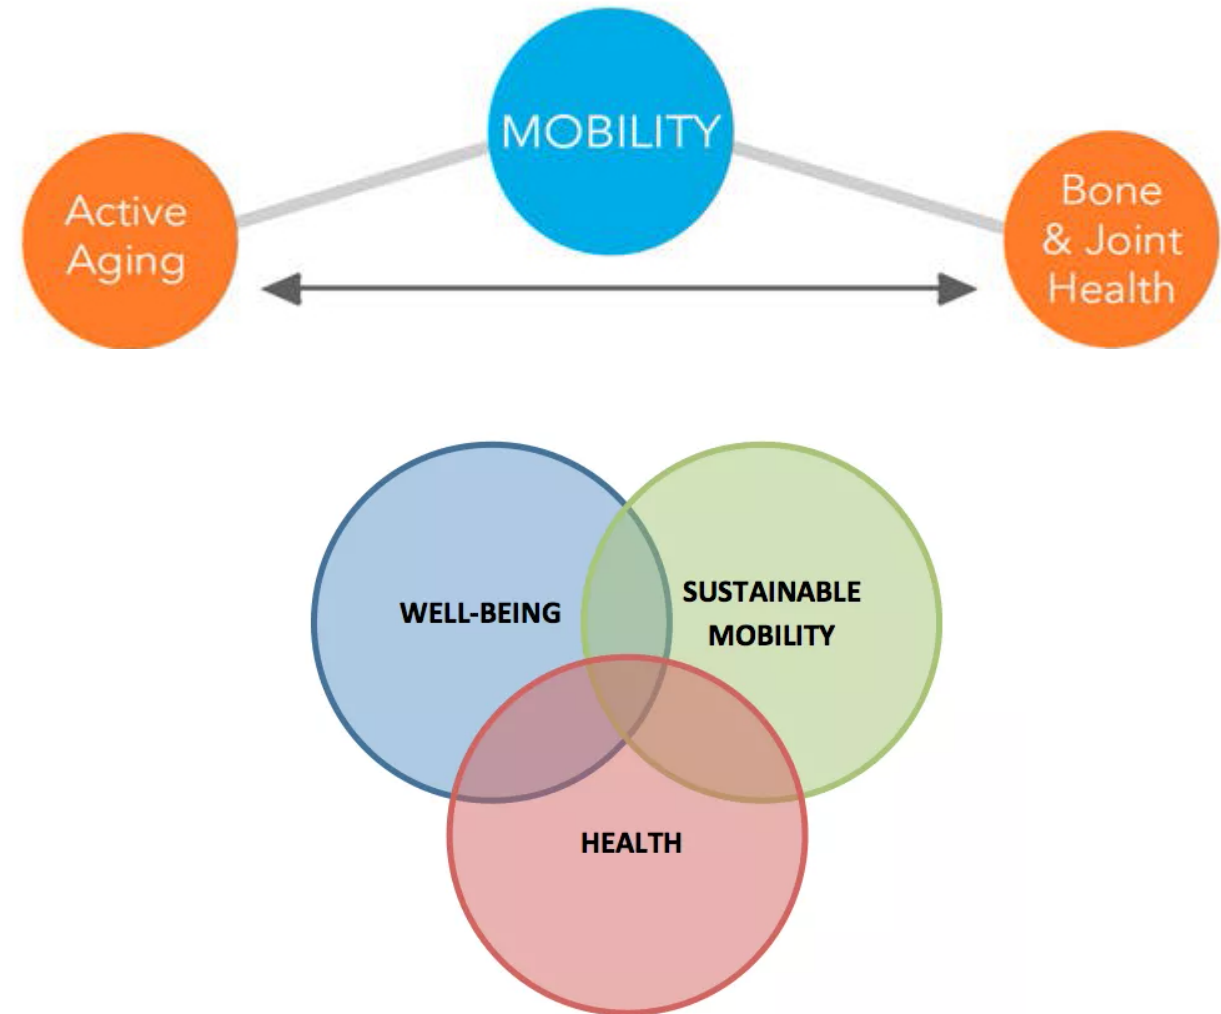 MOBILITY
Active
Aging
Bone
& Joint
Health
WELL-BEING
SUSTAINABLE
MOBILITY
HEALTH